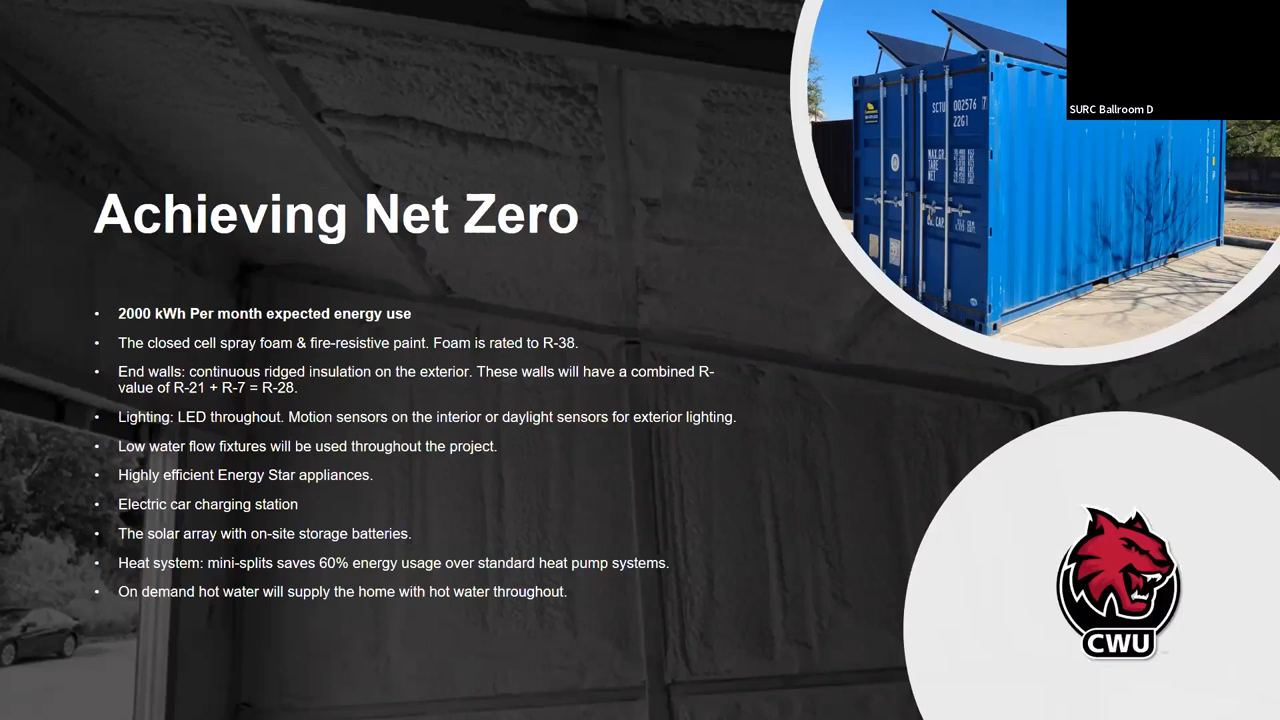 SURC Ballroom D
SCTU 002576 7
22G1
MAX.GR.
TARE
NET
CU. CAP.
Achieving Net Zero
• 2000 kWh Per month expected energy use
• The closed cell spray foam & fire-resistive paint. Foam is rated to R-38.
• End walls: continuous ridged insulation on the exterior. These walls will have a combined R-
value of R-21 + R-7 = R-28.
• Lighting: LED throughout. Motion sensors on the interior or daylight sensors for exterior lighting.
• Low water flow fixtures will be used throughout the project.
• Highly efficient Energy Star appliances.
• Electric car charging station
• The solar array with on-site storage batteries.
• Heat system: mini-splits saves 60% energy usage over standard heat pump systems.
• On demand hot water will supply the home with hot water throughout.
CWU